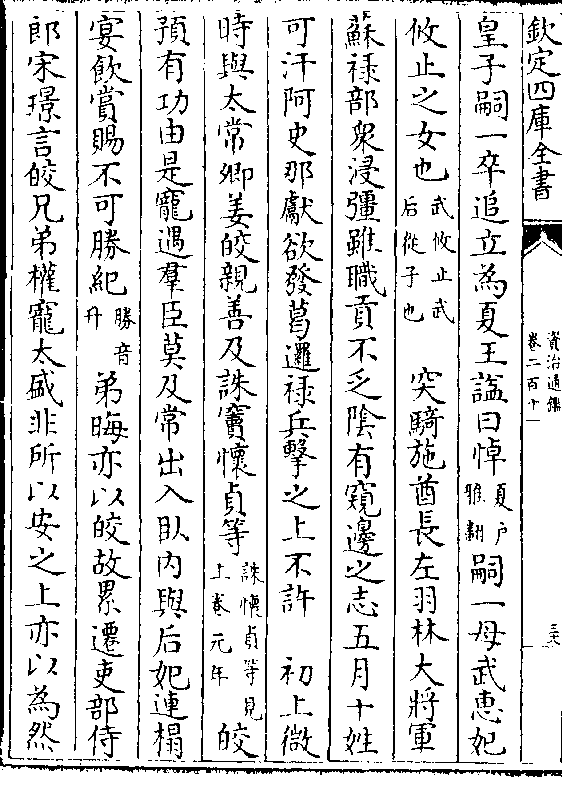 欽定四庫全書
資治通鑑
卷二百十一
三六
皇子嗣一卒追立為夏王諡曰悼夏户雅翻嗣一母武惠妃
攸止之女也武攸止武后從子也　突騎施酋長左羽林大將軍
蘇禄部衆浸彊雖職貢不乏隂有窺邊之志五月十姓
可汗阿史那獻欲發葛邏禄兵擊之上不許　初上微
時與太常卿姜皎親善及誅竇懷貞等誅懷貞等見上卷元年皎
預有功由是寵遇羣臣莫及常出入卧内與后妃連榻
宴飲賞賜不可勝紀勝音升弟晦亦以皎故累遷吏部侍
郎宋璟言皎兄弟權寵太盛非所以安之上亦以為然